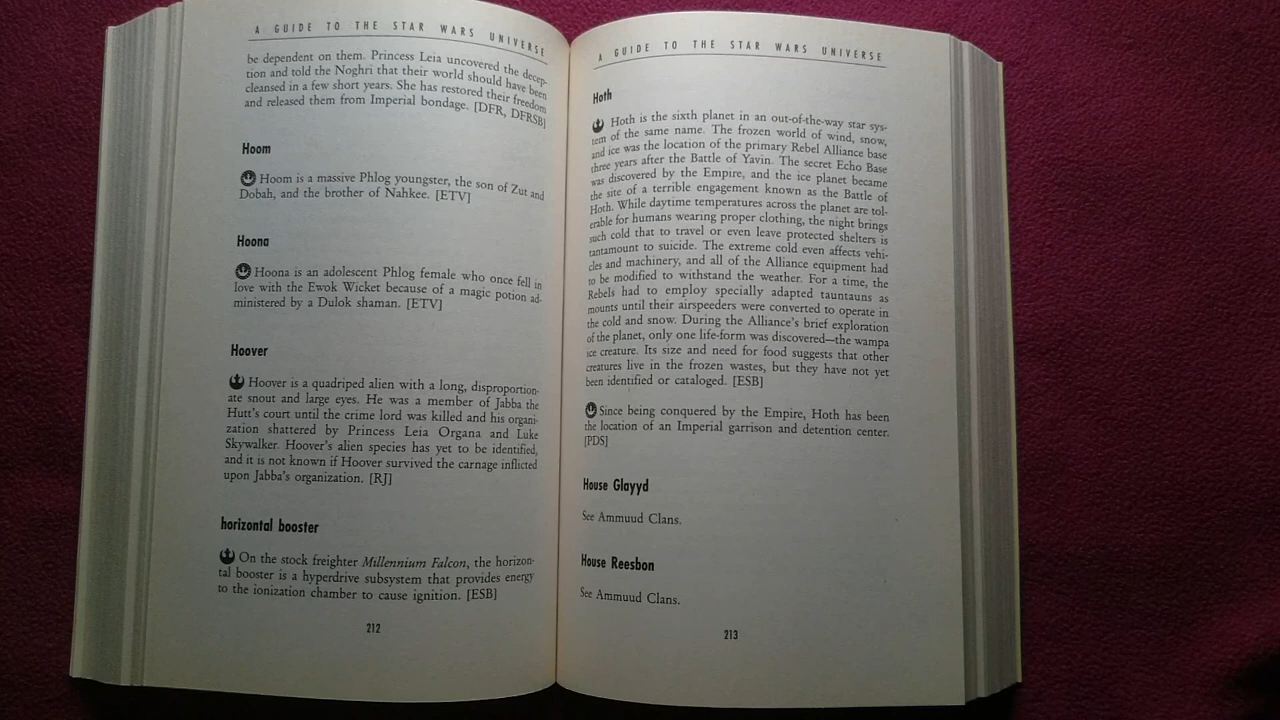 A GUIDE TO THE STAR WARS UNIVERSE
be dependent on them. Princess Leia uncovered the decep-
tion and told the Noghri that their world should have been
cleansed in a few short years. She has restored their freedom
and released them from Imperial bondage. [DFR, DFRSB]
Hoom
Hoom is a massive Phlog youngster, the son of Zut and
Dobah, and the brother of Nahkee. [ETV]
Hoona
Hoona is an adolescent Phlog female who once fell in
love with the Ewok Wicket because of a magic potion ad-
ministered by a Dulok shaman. [ETV]
Hoover
Hoover is a quadriped alien with a long, disproportion-
ate snout and large eyes. He was a member of Jabba the
Hutt's court until the crime lord was killed and his organi-
zation shattered by Princess Leia Organa and Luke
Skywalker. Hoover's alien species has yet to be identified,
and it is not known if Hoover survived the carnage inflicted
upon Jabba's organization. [RJ]
horizontal booster
On the stock freighter Millennium Falcon, the horizon-
tal booster is a hyperdrive subsystem that provides energy
to the ionization chamber to cause ignition. [ESB]
212
A GUIDE TO THE STAR WARS UNIVERSE
Hoth
Hoth is the sixth planet in an out-of-the-way star sys-
tem of the same name. The frozen world of wind, snow,
and ice was the location of the primary Rebel Alliance base
three years after the Battle of Yavin. The secret Echo Base
was discovered by the Empire, and the ice planet became
the site of a terrible engagement known as the Battle of
Hoth. While daytime temperatures across the planet are tol-
erable for humans wearing proper clothing, the night brings
such cold that to travel or even leave protected shelters is
tantamount to suicide. The extreme cold even affects vehi-
cles and machinery, and all of the Alliance equipment had
to be modified to withstand the weather. For a time, the
Rebels had to employ specially adapted tauntauns as
mounts until their airspeeders were converted to operate in
the cold and snow. During the Alliance's brief exploration
of the planet, only one life-form was discovered—the wampa
ice creature. Its size and need for food suggests that other
creatures live in the frozen wastes, but they have not yet
been identified or cataloged. [ESB]
Since being conquered by the Empire, Hoth has been
the location of an Imperial garrison and detention center.
[PDS]
House Glayyd
See Ammuud Clans.
House Reesbon
See Ammuud Clans.
213